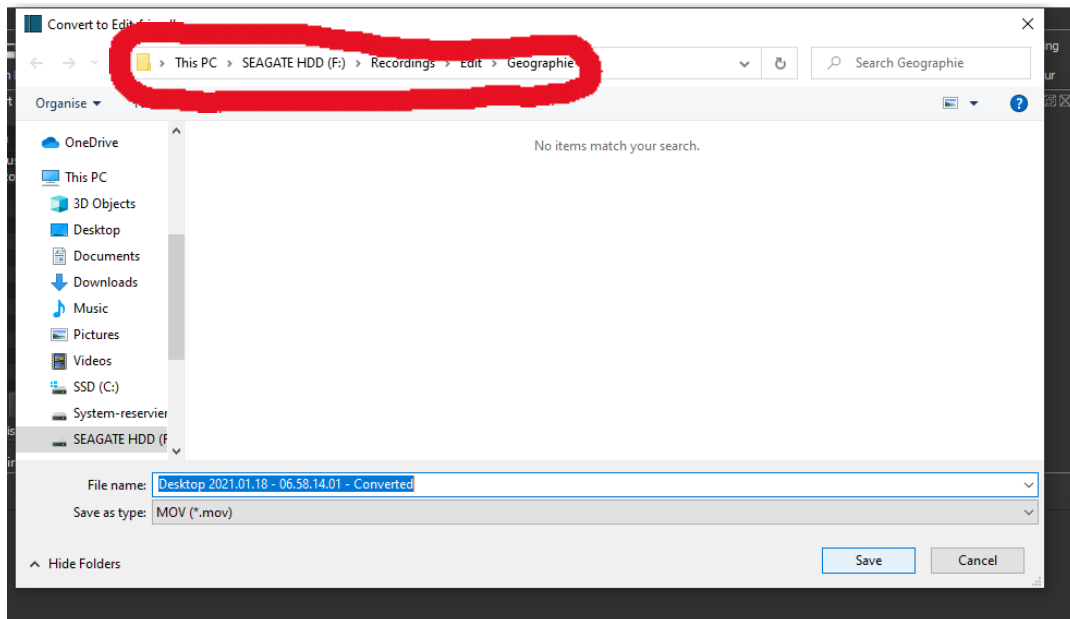 Convert to Edit
ng
This PC > SEAGATE HDD (F:) > Recordings > Edit > Geographie
Search Geographie
ur
Organise
OneDrive
No items match your search.
This PC
3D Objects
Desktop
Documents
Downloads
Music
Pictures
Videos
SSD (C:)
System-reservier
SEAGATE HDD (F
File name: Desktop 2021.01.18 - 06.58.14.01 - Converted
Save as type: MOV (*.mov)
Hide Folders
Save
Cancel